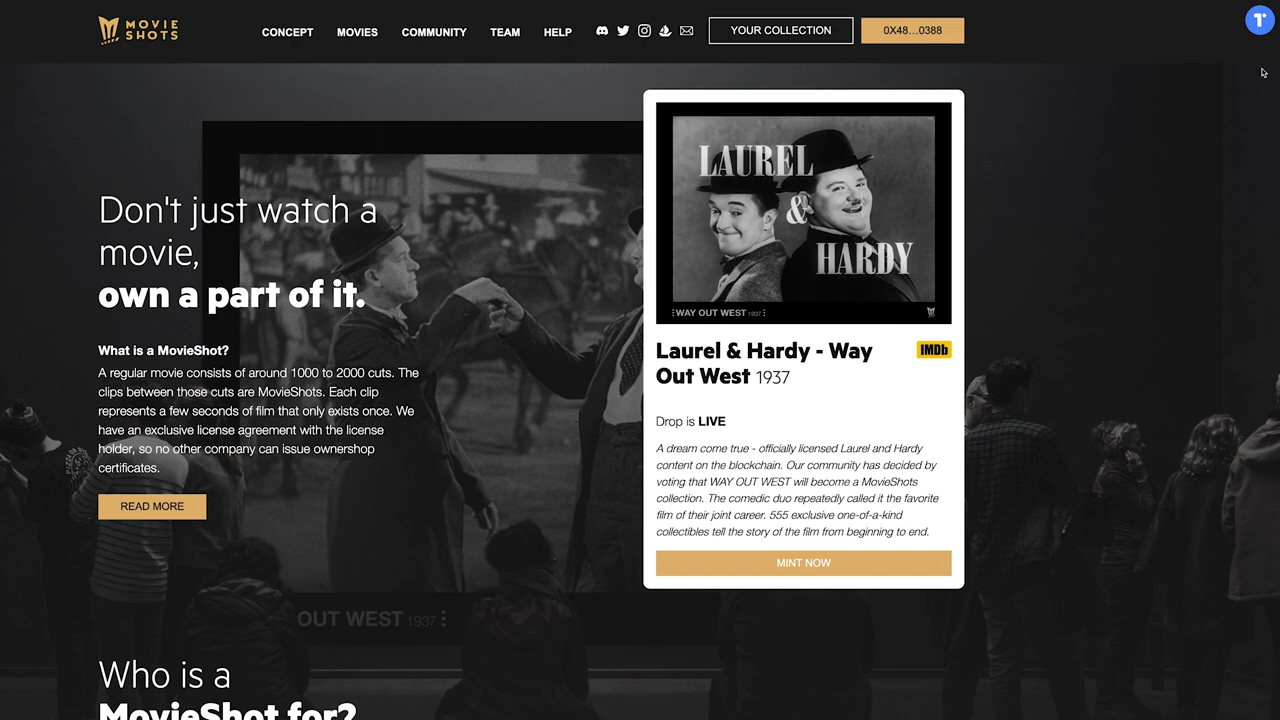 MOVIE
SHOTS
CONCEPT
MOVIES
COMMUNITY
TEAM
HELP
YOUR COLLECTION
0X48...0388
T
Don't just watch a
movie,
own a part of it.
What is a MovieShot?
A regular movie consists of around 1000 to 2000 cuts. The
clips between those cuts are MovieShots. Each clip
represents a few seconds of film that only exists once. We
have an exclusive license agreement with the license
holder, so no other company can issue ownershop
certificates.
READ MORE
OUT WEST 1937
LAUREL
&
HARDY
WAY OUT WEST 1937
Laurel & Hardy - Way
Out West 1937
IMDb
Drop is LIVE
A dream come true - officially licensed Laurel and Hardy
content on the blockchain. Our community has decided by
voting that WAY OUT WEST will become a MovieShots
collection. The comedic duo repeatedly called it the favorite
film of their joint career. 555 exclusive one-of-a-kind
collectibles tell the story of the film from beginning to end.
MINT NOW
Who is a
MovieShot for?